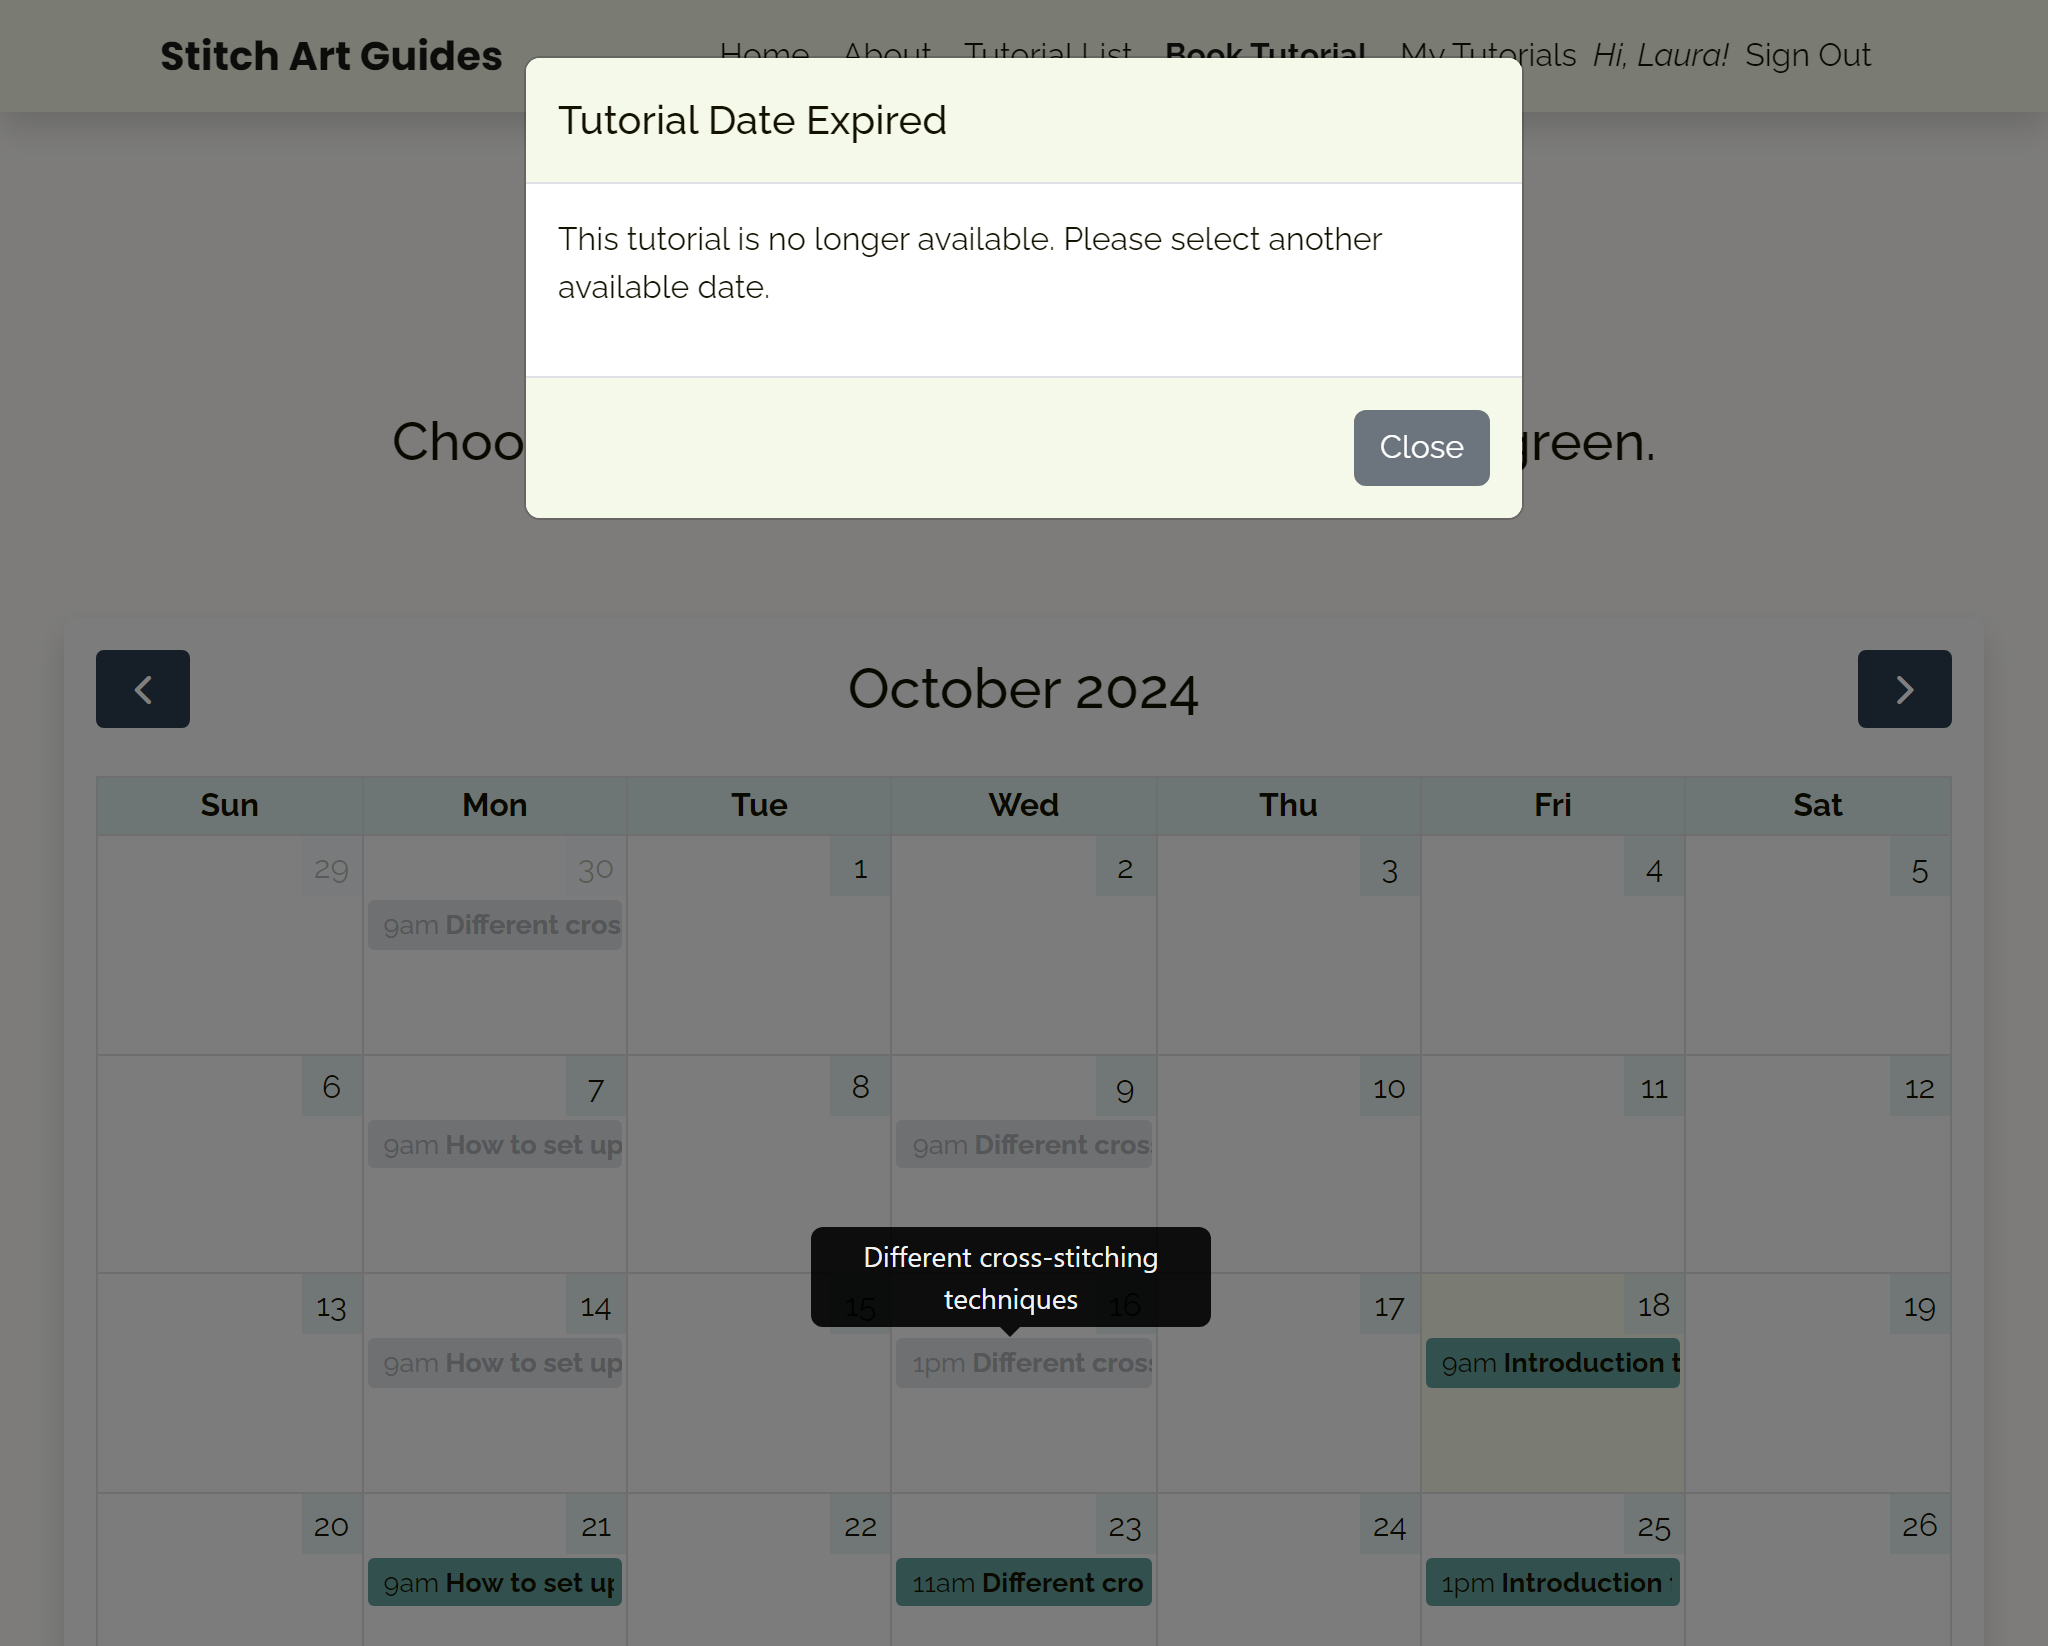 Stitch Art Guides
Home About Tutorial List Book Tutorial My Tutorials Hi, Laura! Sign Out
Tutorial Date Expired
This tutorial is no longer available. Please select another
available date.
Close
green.
October 2024
Sun Mon Tue Wed Thu Fri Sat
29 30 1 2 3 4 5
9am Different cros
6 7 8 9 10 11 12
9am How to set up 9am Different cros
Different cross-stitching
techniques
13 14 15 16 17 18 19
9am How to set up 1pm Different cros 9am Introduction t
20 21 22 23 24 25 26
9am How to set up 11am Different cro 1pm Introduction